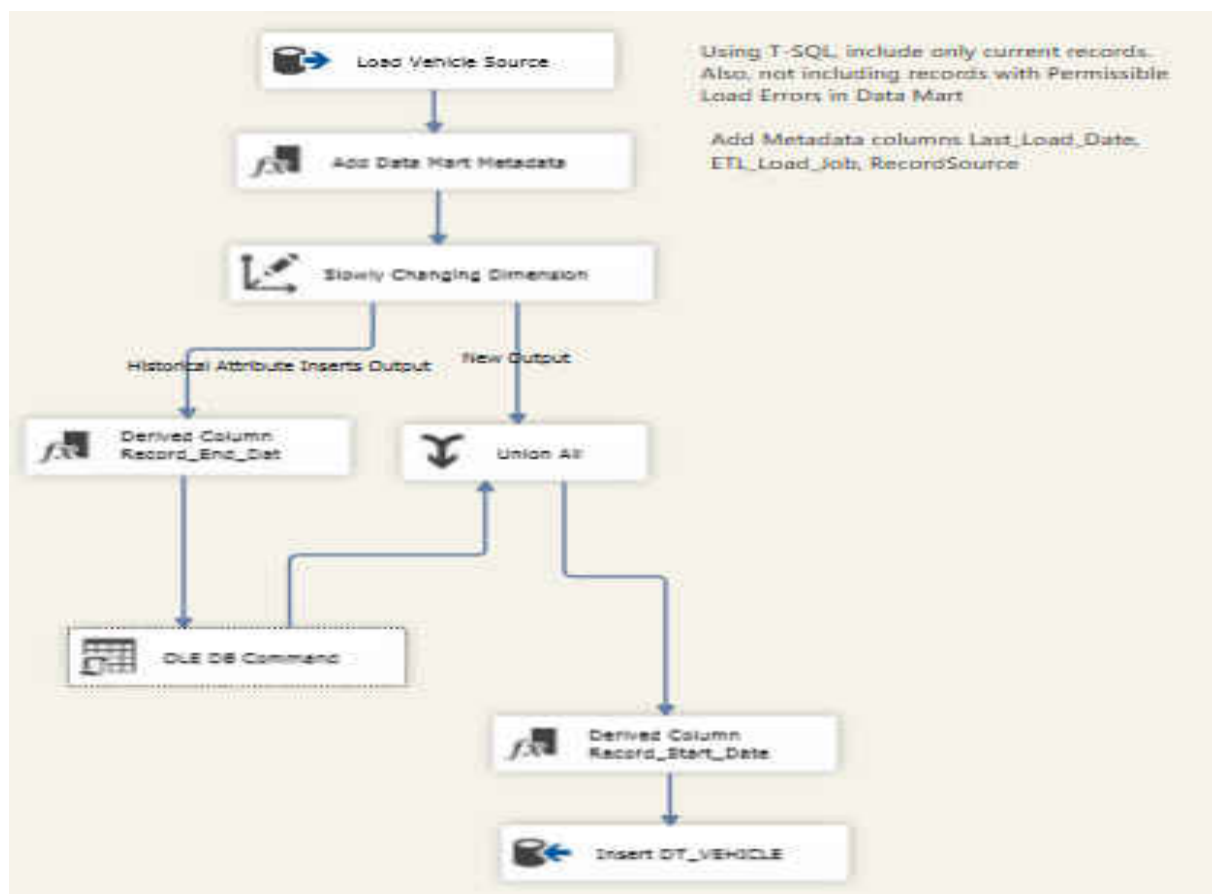 Load Vehicle Source
Using T-SQL, include only current records.
Also, not including records with Permissible
Load Errors in Data Mart
Add Metadata columns Last_Load_Date,
ETL_Load_Job, RecordSource
Add Data Mart Metadata
Slowly Changing Dimension
Historical Attribute Inserts Output
New Output
Derived Column
Record_End_Dat
Union All
OLE DB Command
Derived Column
Record_Start_Date
Insert DT_VEHICLE